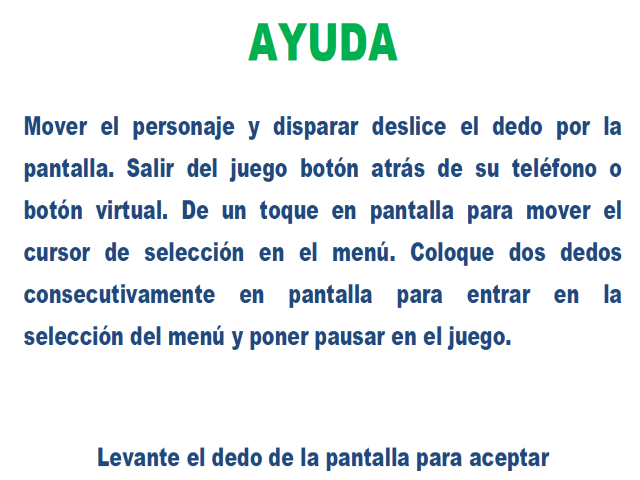 AYUDA
Mover el personaje y disparar deslice el dedo por la
pantalla. Salir del juego botón atrás de su teléfono o
botón virtual. De un toque en pantalla para mover el
cursor de selección en el menú. Coloque dos dedos
consecutivamente en pantalla para entrar en la
selección del menú y poner pausar en el juego.
Levante el dedo de la pantalla para aceptar